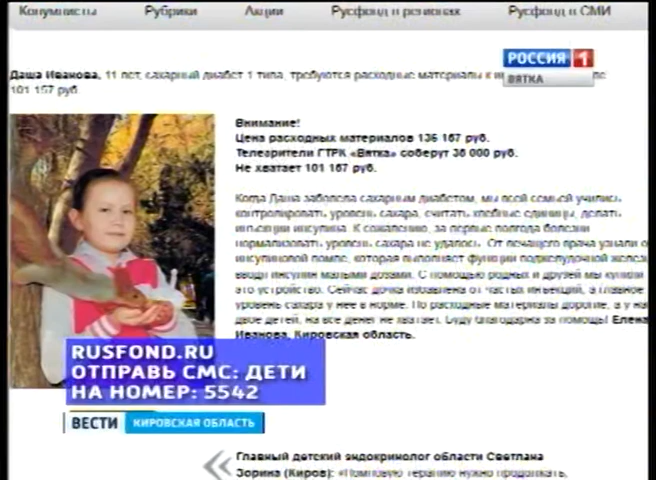 Колумнисты Рубрики Акции Русфонд в регионах Русфонд в СМИ
РОССИЯ 1
ВЯТКА
Даша Иванова, 11 лет, сахарный диабет 1 типа, требуются расходные материалы к
101 157 руб.
Внимание!
Цена расходных материалов 136 157 руб.
Телезрители ГТРК «Вятка» соберут 35 000 руб.
Не хватает 101 157 руб.
Когда Даша заболела сахарным диабетом, мы всей семьей учились
контролировать уровень сахара, считать хлебные единицы, делать
инъекции инсулина. К сожалению, за первые полгода болезни
нормализовать уровень сахара не удалось. От лечащего врача узнали о
инсулиновой помпе, которая выполняет функции поджелудочной желез
вводя инсулин малыми дозами. С помощью родных и друзей мы купили
это устройство. Сейчас дочка избавлена от частых инъекций, а главное
уровень сахара у нее в норме. Но расходные материалы дорогие, а у на
двое детей, на все денег не хватает. Буду благодарна за помощь! Елена
Иванова, Кировская область.
RUSFOND.RU
ОТПРАВЬ СМС: ДЕТИ
НА НОМЕР: 5542
ВЕСТИ КИРОВСКАЯ ОБЛАСТЬ
Главный детский эндокринолог области Светлана
Зорина (Киров): «Помповую терапию нужно продолжать,